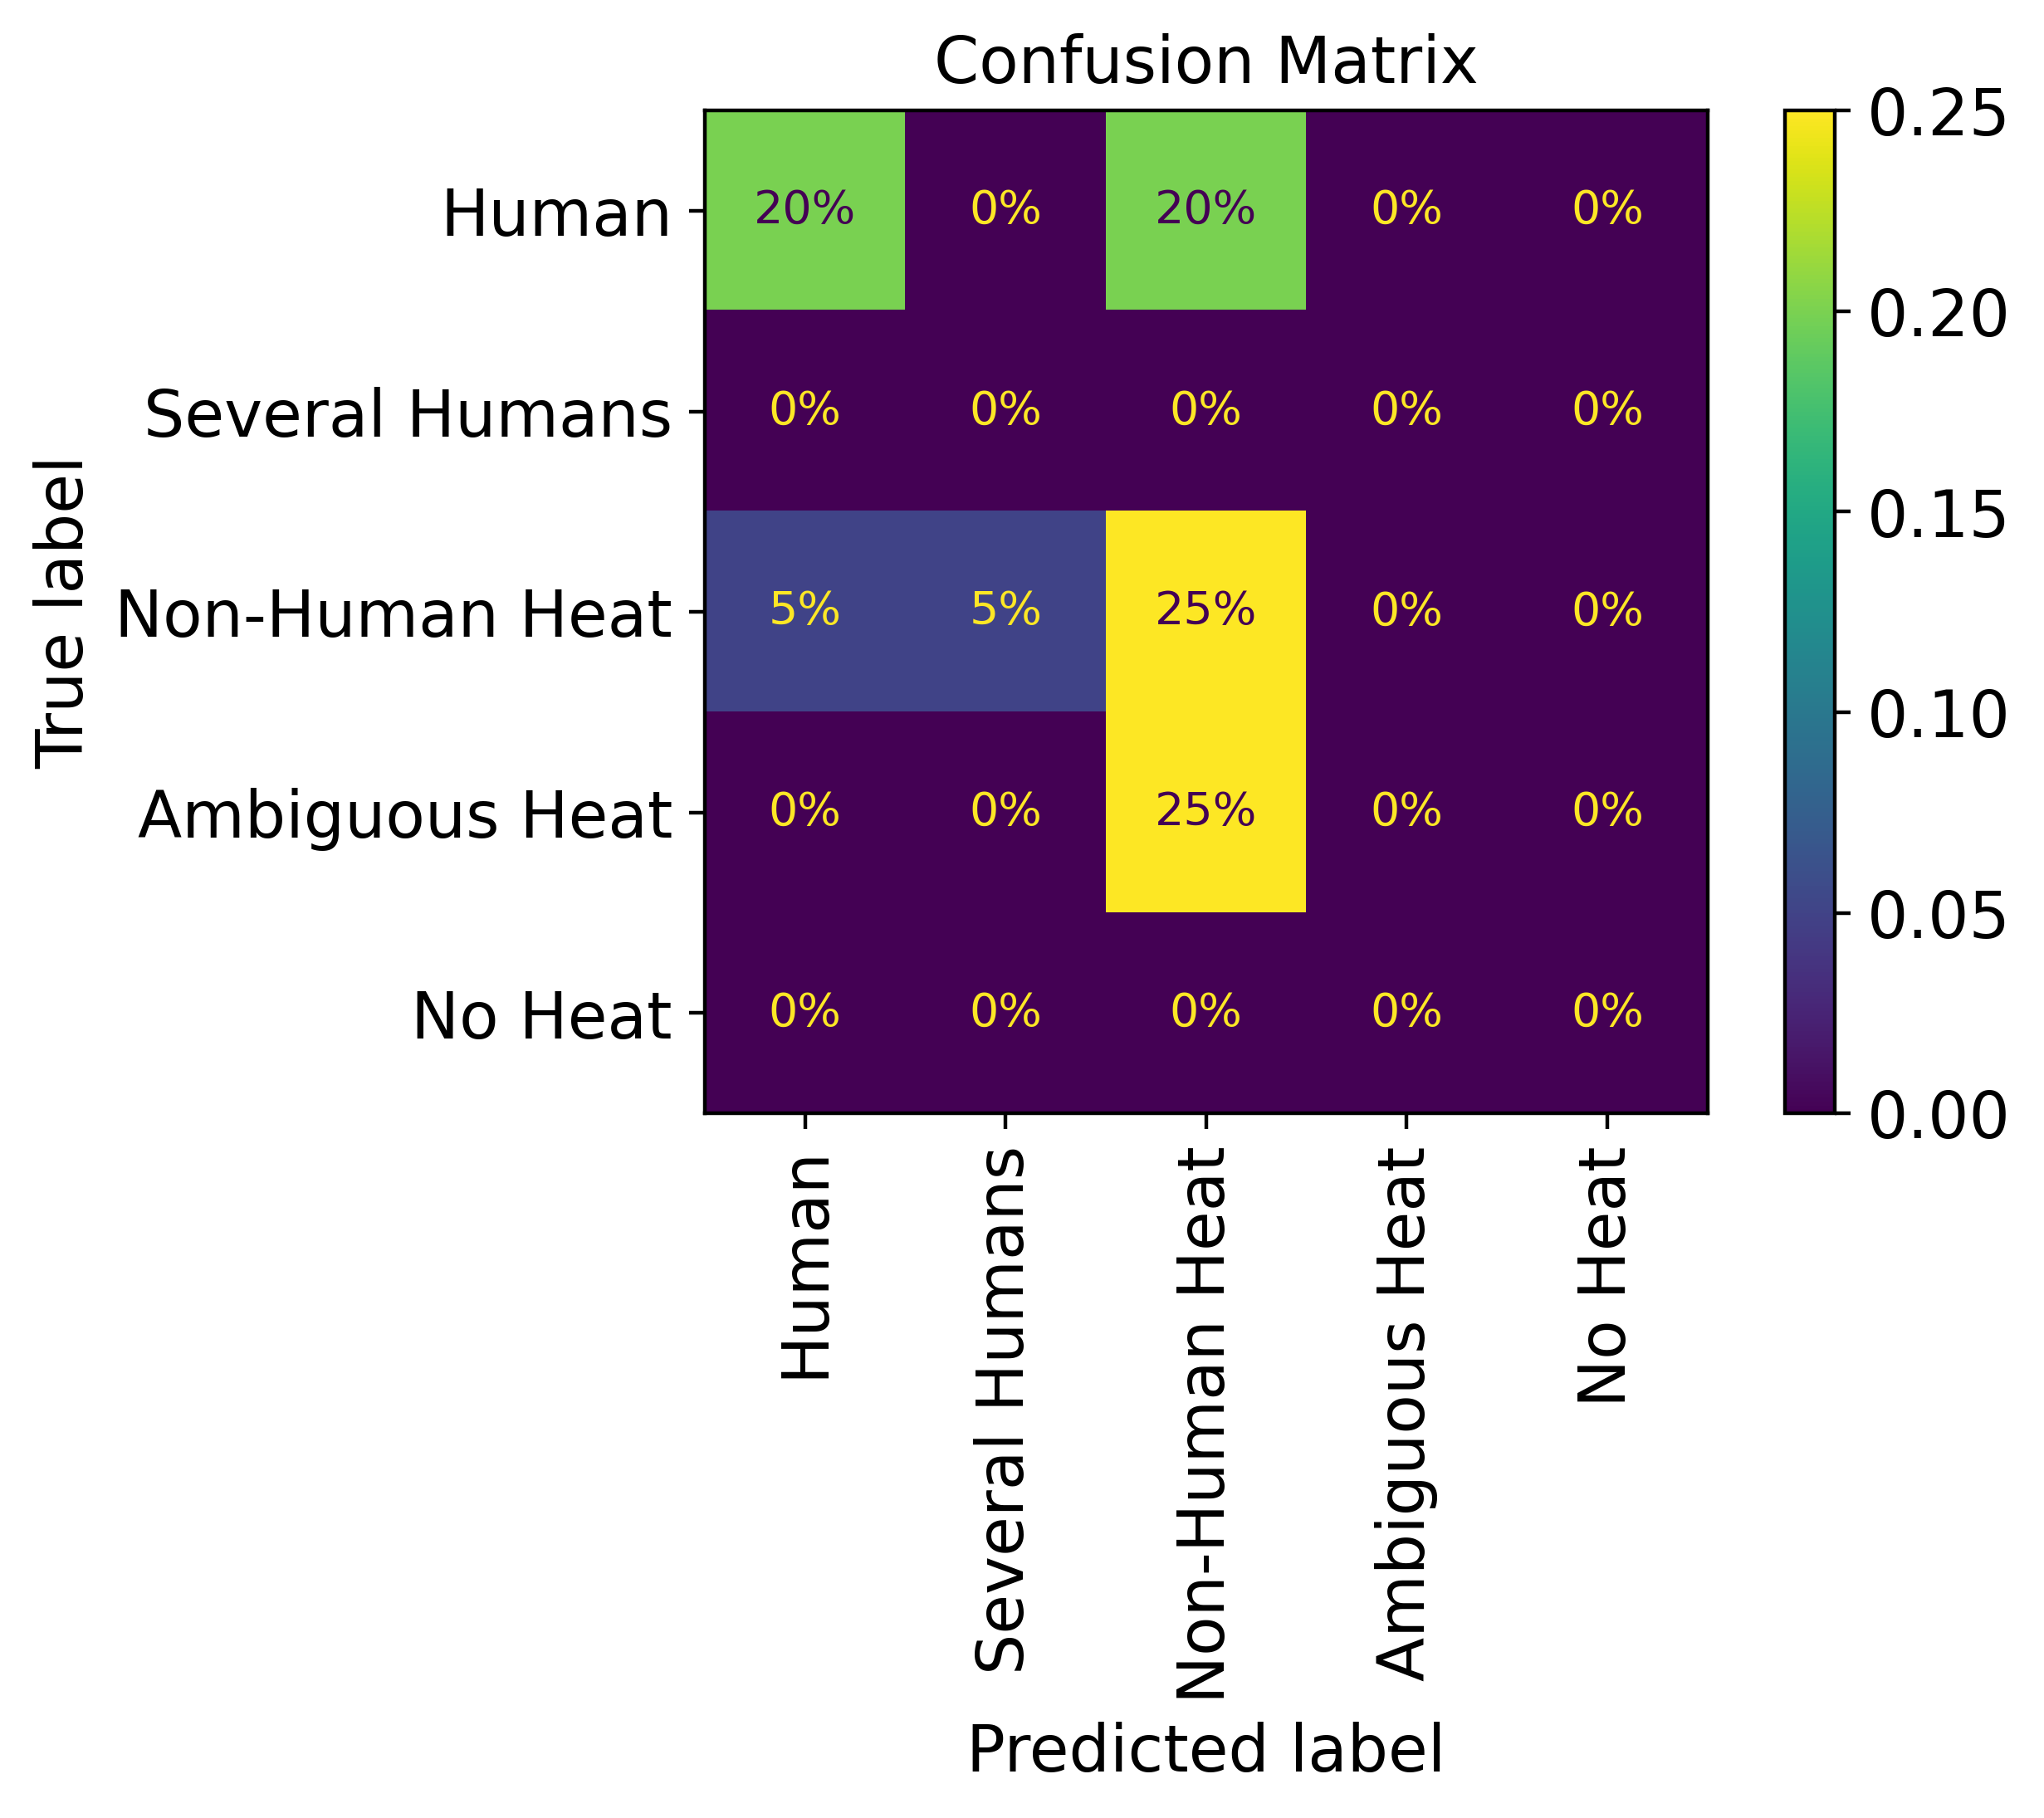 Confusion Matrix
True label
Human
20% 0% 20% 0% 0%
Several Humans
0% 0% 0% 0% 0%
Non-Human Heat
5% 5% 25% 0% 0%
Ambiguous Heat
0% 0% 25% 0% 0%
No Heat
0% 0% 0% 0% 0%
Human
Several Humans
Non-Human Heat
Ambiguous Heat
No Heat
Predicted label
0.25
0.20
0.15
0.10
0.05
0.00